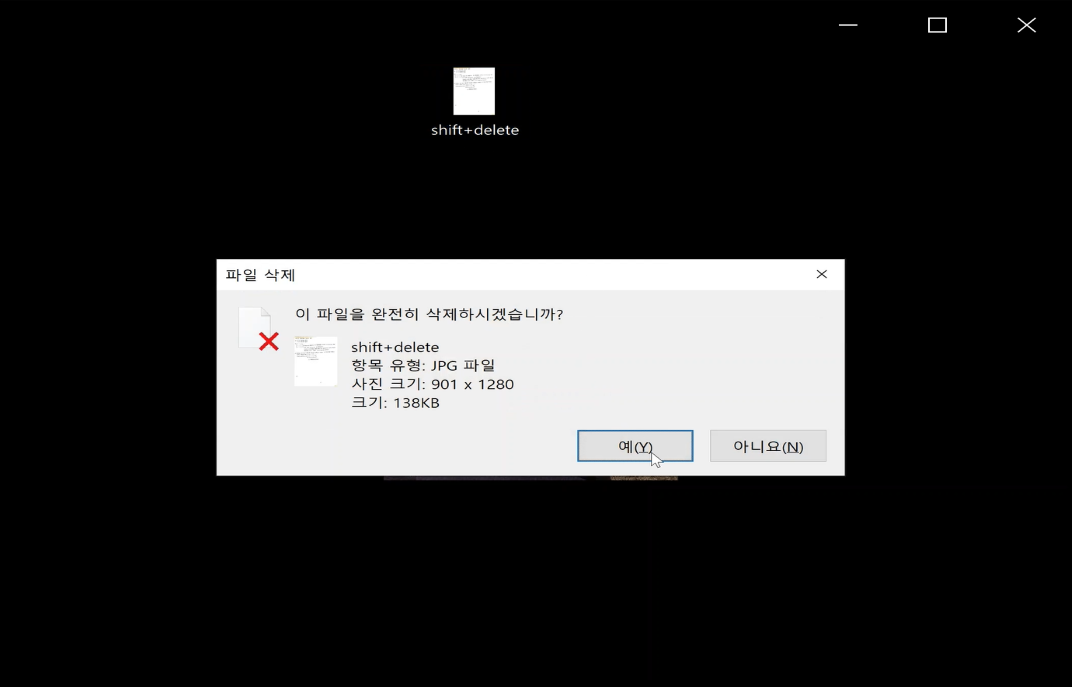 shift+delete
파일 삭제
이 파일을 완전히 삭제하시겠습니까?
shift+delete
항목 유형: JPG 파일
사진 크기: 901 x 1280
크기: 138KB
예(Y)
아니요(N)